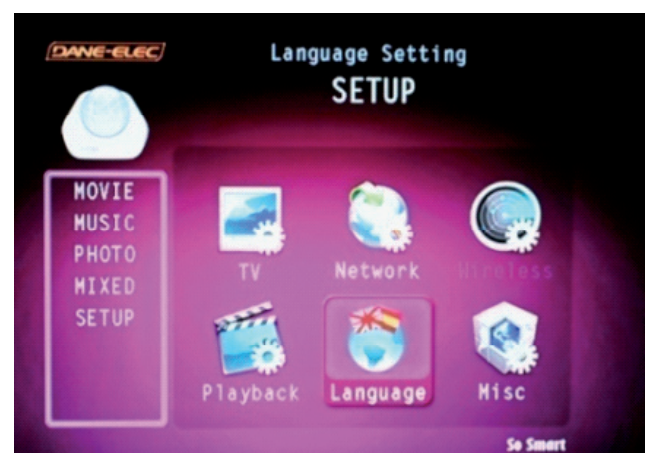 DANE-ELEC
Language Setting
SETUP
MOVIE
MUSIC
PHOTO
MIXED
SETUP
TV
Network
Wireless
Playback
Language
Misc
So Smart